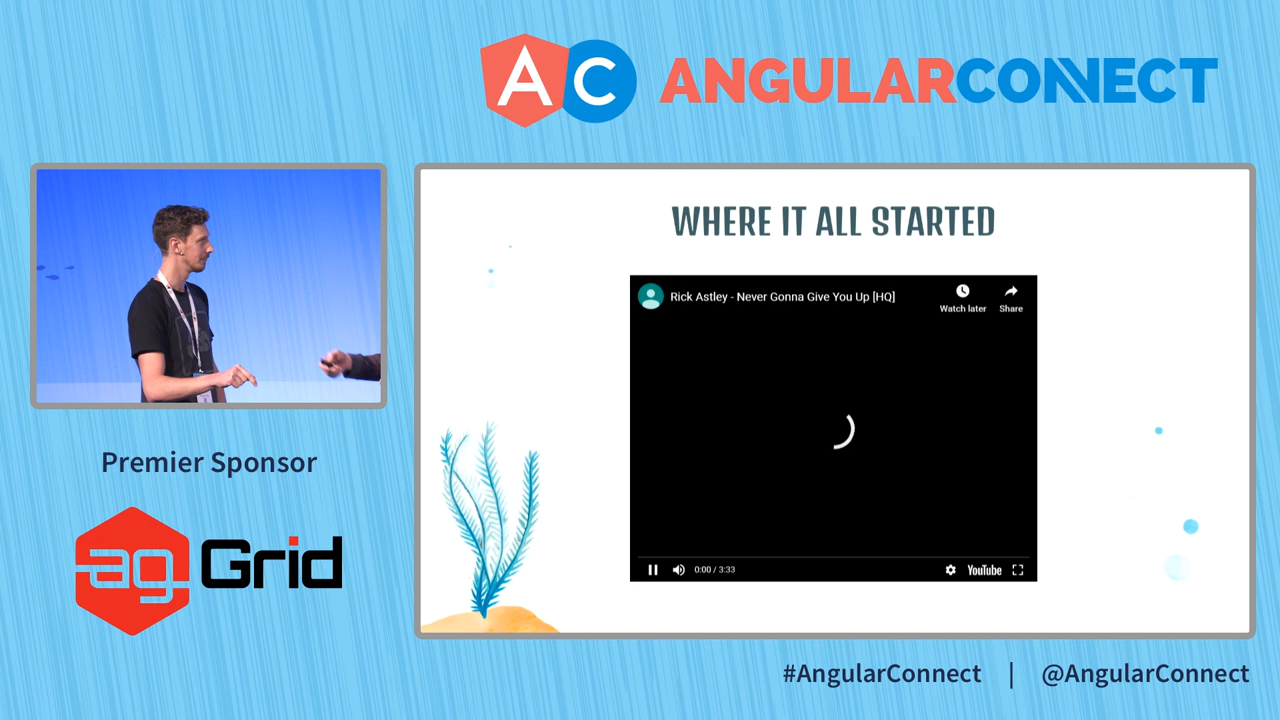 AC ANGULARCONNECT
WHERE IT ALL STARTED
Rick Astley - Never Gonna Give You Up [HQ]
Watch later
Share
0:00 / 3:33
YouTube
Premier Sponsor
ag Grid
#AngularConnect | @AngularConnect